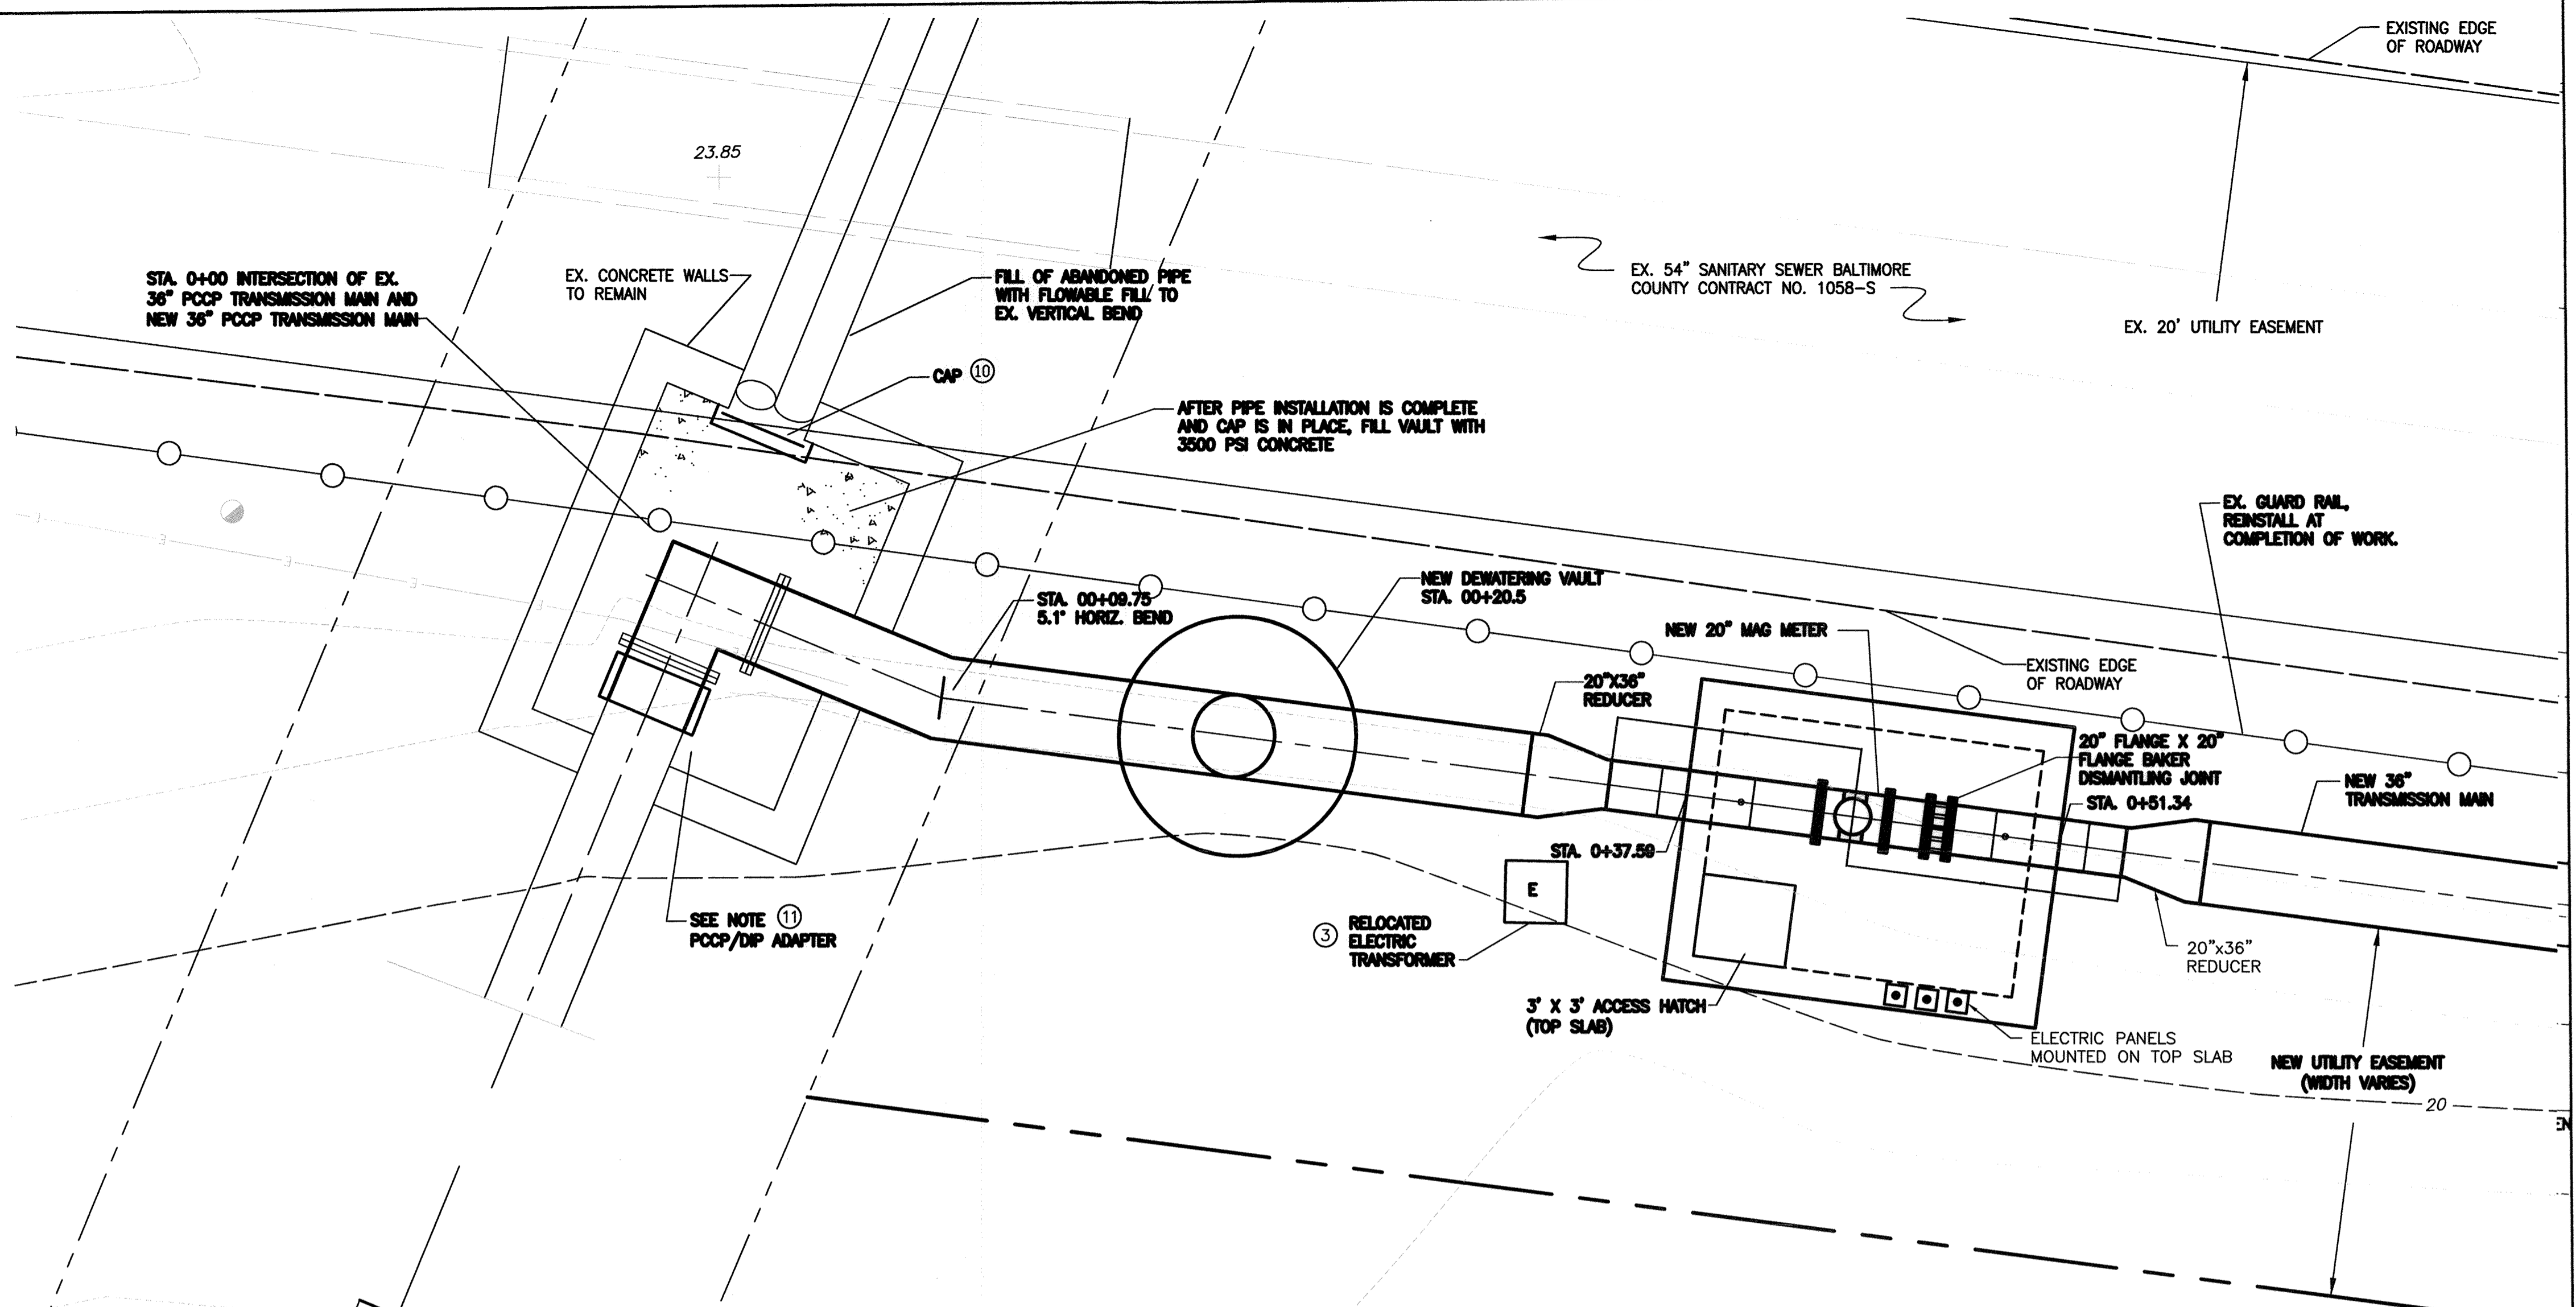 EXISTING EDGE
OF ROADWAY
23.85
STA. 0+00 INTERSECTION OF EX.
36" PCCP TRANSMISSION MAIN AND
NEW 36" PCCP TRANSMISSION MAIN
EX. CONCRETE WALLS
TO REMAIN
FILL OF ABANDONED PIPE
WITH FLOWABLE FILL TO
EX. VERTICAL BEND
EX. 54" SANITARY SEWER BALTIMORE
COUNTY CONTRACT NO. 1058-S
EX. 20' UTILITY EASEMENT
CAP 10
AFTER PIPE INSTALLATION IS COMPLETE
AND CAP IS IN PLACE, FILL VAULT WITH
3500 PSI CONCRETE
EX. GUARD RAIL,
REINSTALL AT
COMPLETION OF WORK.
E
E
E
E
E
NEW DEWATERING VAULT
STA. 00+20.5
STA. 00+09.75
5.1° HORIZ. BEND
NEW 20" MAG METER
EXISTING EDGE
OF ROADWAY
20"X36"
REDUCER
20" FLANGE X 20"
FLANGE BAKER
DISMANTLING JOINT
NEW 36"
TRANSMISSION MAIN
STA. 0+51.34
STA. 0+37.59
E
SEE NOTE 11
PCCP/DIP ADAPTER
3 RELOCATED
ELECTRIC
TRANSFORMER
20"x36"
REDUCER
3' X 3' ACCESS HATCH
(TOP SLAB)
ELECTRIC PANELS
MOUNTED ON TOP SLAB
NEW UTILITY EASEMENT
(WIDTH VARIES)
20
EN